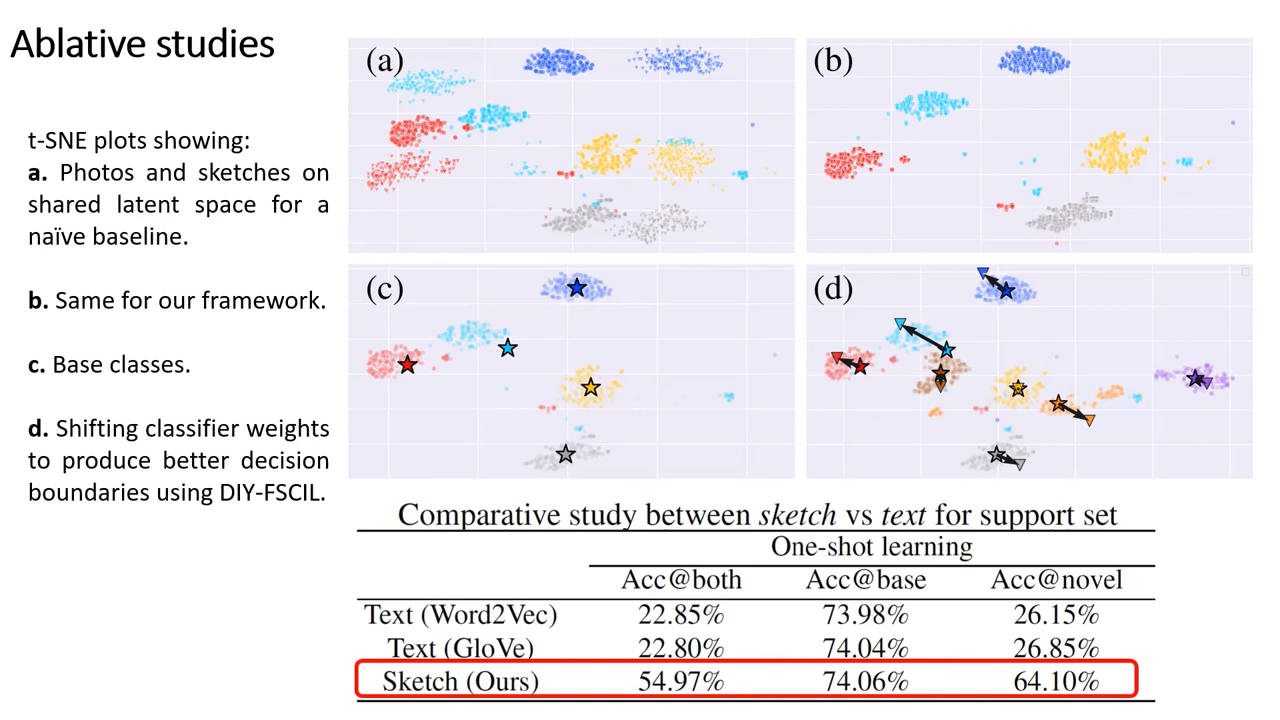 Ablative studies
t-SNE plots showing:
a. Photos and sketches on
shared latent space for a
naïve baseline.
b. Same for our framework.
c. Base classes.
d. Shifting classifier weights
to produce better decision
boundaries using DIY-FSCIL.
(a)
(b)
(c)
(d)
Comparative study between sketch vs text for support set
One-shot learning
Acc@both Acc@base Acc@novel
Text (Word2Vec) 22.85% 73.98% 26.15%
Text (GloVe) 22.80% 74.04% 26.85%
Sketch (Ours) 54.97% 74.06% 64.10%